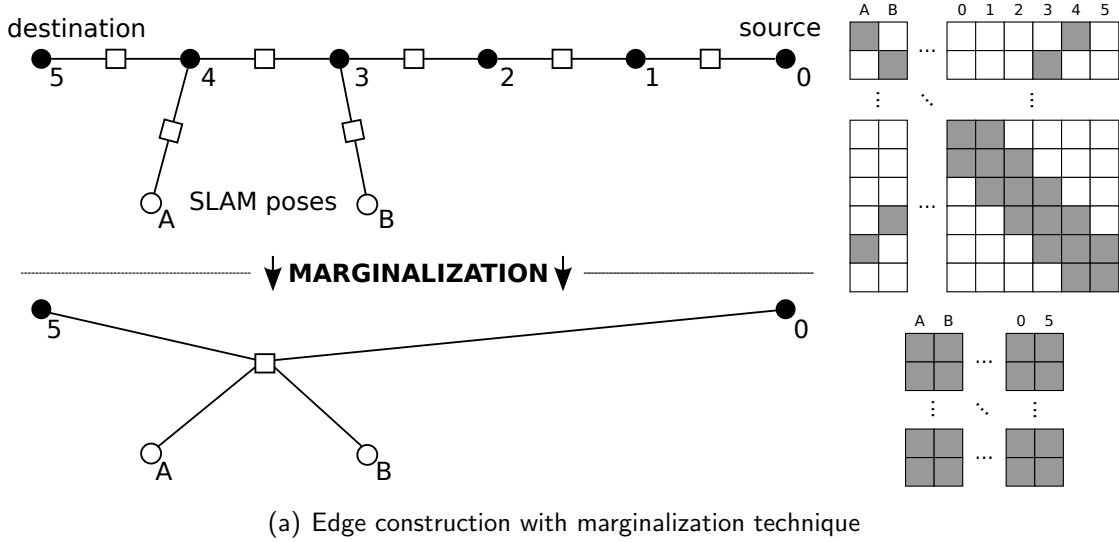 destination
source
5
4
3
2
1
0
A
SLAM poses
B
MARGINALIZATION
5
0
A
B
A B ... 0 1 2 3 4 5
...
...
A B 0 5
...
...
(a) Edge construction with marginalization technique